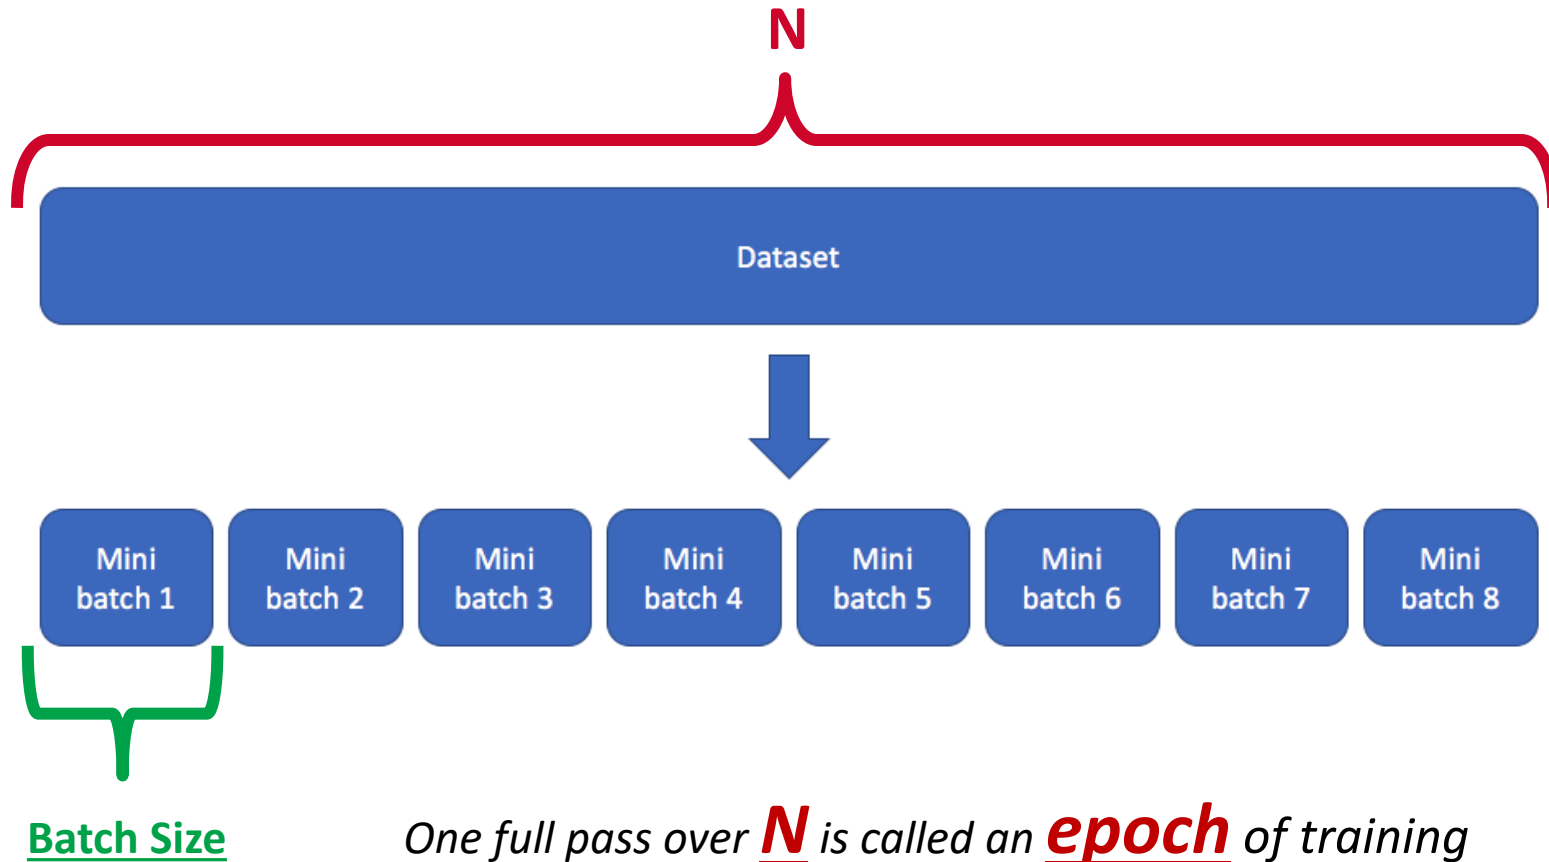 N
Dataset
Mini
batch 1
Mini
batch 2
Mini
batch 3
Mini
batch 4
Mini
batch 5
Mini
batch 6
Mini
batch 7
Mini
batch 8
Batch Size
One full pass over N is called an epoch of training